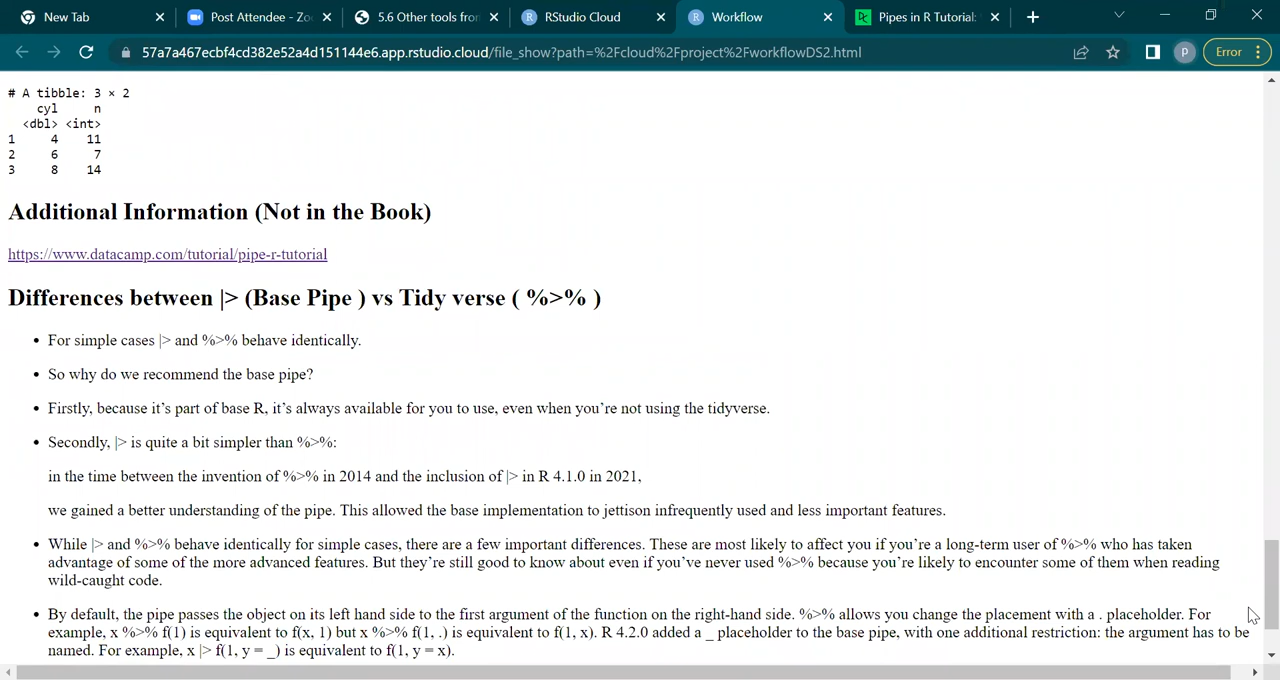 New Tab
Post Attendee - Zo
5.6 Other tools from
RStudio Cloud
Workflow
Pipes in R Tutorial:
57a7a467ecbf4cd382e52a4d151144e6.app.rstudio.cloud/file_show?path=%2Fcloud%2Fproject%2FworkflowDS2.html
P
Error
# A tibble: 3 × 2
cyl n
<dbl> <int>
1 4 11
2 6 7
3 8 14
Additional Information (Not in the Book)
https://www.datacamp.com/tutorial/pipe-r-tutorial
Differences between |> (Base Pipe ) vs Tidy verse ( %>% )
• For simple cases |> and %>% behave identically.
• So why do we recommend the base pipe?
• Firstly, because it’s part of base R, it’s always available for you to use, even when you’re not using the tidyverse.
• Secondly, |> is quite a bit simpler than %>%:
in the time between the invention of %>% in 2014 and the inclusion of |> in R 4.1.0 in 2021,
we gained a better understanding of the pipe. This allowed the base implementation to jettison infrequently used and less important features.
• While |> and %>% behave identically for simple cases, there are a few important differences. These are most likely to affect you if you’re a long-term user of %>% who has taken
advantage of some of the more advanced features. But they’re still good to know about even if you’ve never used %>% because you’re likely to encounter some of them when reading
wild-caught code.
• By default, the pipe passes the object on its left hand side to the first argument of the function on the right-hand side. %>% allows you change the placement with a . placeholder. For
example, x %>% f(1) is equivalent to f(x, 1) but x %>% f(1, .) is equivalent to f(1, x). R 4.2.0 added a _ placeholder to the base pipe, with one additional restriction: the argument has to be
named. For example, x |> f(1, y = _) is equivalent to f(1, y = x).